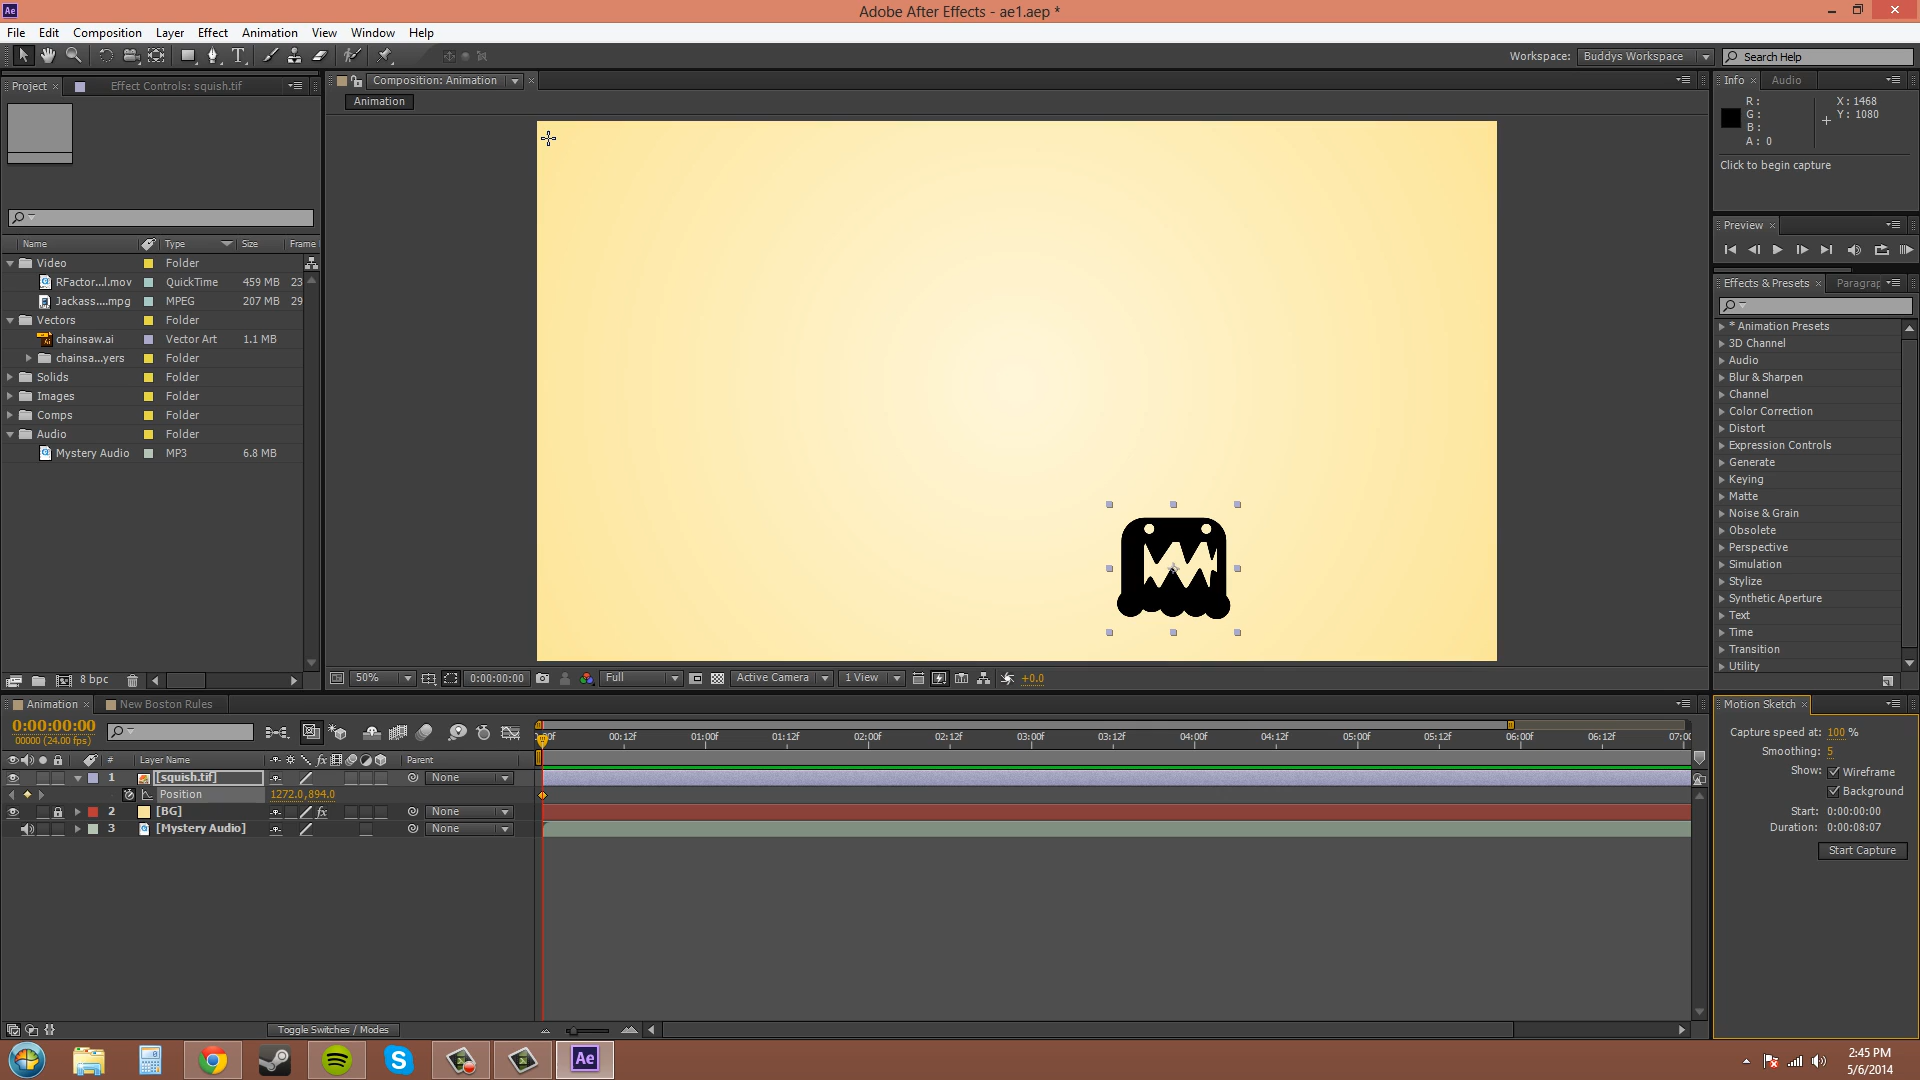 Ae Adobe After Effects - ae1.aep *
File Edit Composition Layer Effect Animation View Window Help
T Workspace: Buddys Workspace Search Help
Project Effect Controls: squish.tif
Composition: Animation
Animation
Info Audio
R: X: 1468
G: Y: 1080
B:
A: 0
Click to begin capture
Preview
Effects & Presets Paragrap
* Animation Presets
3D Channel
Audio
Blur & Sharpen
Channel
Color Correction
Distort
Expression Controls
Generate
Keying
Matte
Noise & Grain
Obsolete
Perspective
Simulation
Stylize
Synthetic Aperture
Text
Time
Transition
Utility
Name Type Size Frame
Video Folder
RFactor...l.mov QuickTime 459 MB 23
Jackass....mpg MPEG 207 MB 29
Vectors Folder
chainsaw.ai Vector Art 1.1 MB
chainsa...yers Folder
Solids Folder
Images Folder
Comps Folder
Audio Folder
Mystery Audio MP3 6.8 MB
8 bpc
50% 0:00:00:00 Full Active Camera 1 View +0.0
Animation New Boston Rules
0:00:00:00
00000 (24.00 fps)
00:12f 01:00f 01:12f 02:00f 02:12f 03:00f 03:12f 04:00f 04:12f 05:00f 05:12f 06:00f 06:12f 07:00
# Layer Name fx Parent
1 [squish.tif] None
Position 1272.0,894.0
2 [BG] fx None
3 [Mystery Audio] None
Toggle Switches / Modes
Motion Sketch
Capture speed at: 100 %
Smoothing: 5
Show: Wireframe
Background
Start: 0:00:00:00
Duration: 0:00:08:07
Start Capture
Ae
2:45 PM
5/6/2014